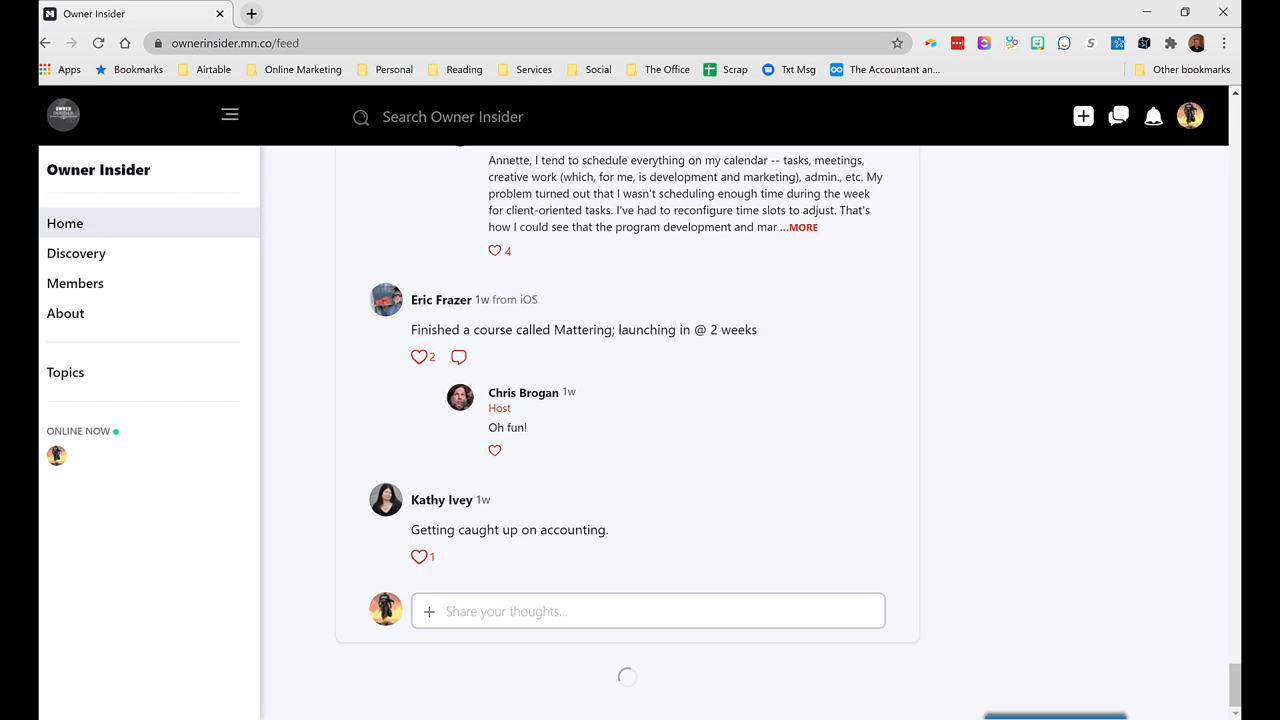 Owner Insider
ownerinsider.mn.co/feed
Apps Bookmarks Airtable Online Marketing Personal Reading Services Social The Office Scrap Txt Msg The Accountant an... Other bookmarks
Search Owner Insider
Owner Insider
Home
Discovery
Members
About
Topics
ONLINE NOW
Annette, I tend to schedule everything on my calendar -- tasks, meetings,
creative work (which, for me, is development and marketing), admin., etc. My
problem turned out that I wasn't scheduling enough time during the week
for client-oriented tasks. I've had to reconfigure time slots to adjust. That's
how I could see that the program development and mar ...MORE
4
Eric Frazer 1w from iOS
Finished a course called Mattering; launching in @ 2 weeks
2
Chris Brogan 1w
Host
Oh fun!
Kathy Ivey 1w
Getting caught up on accounting.
1
Share your thoughts...